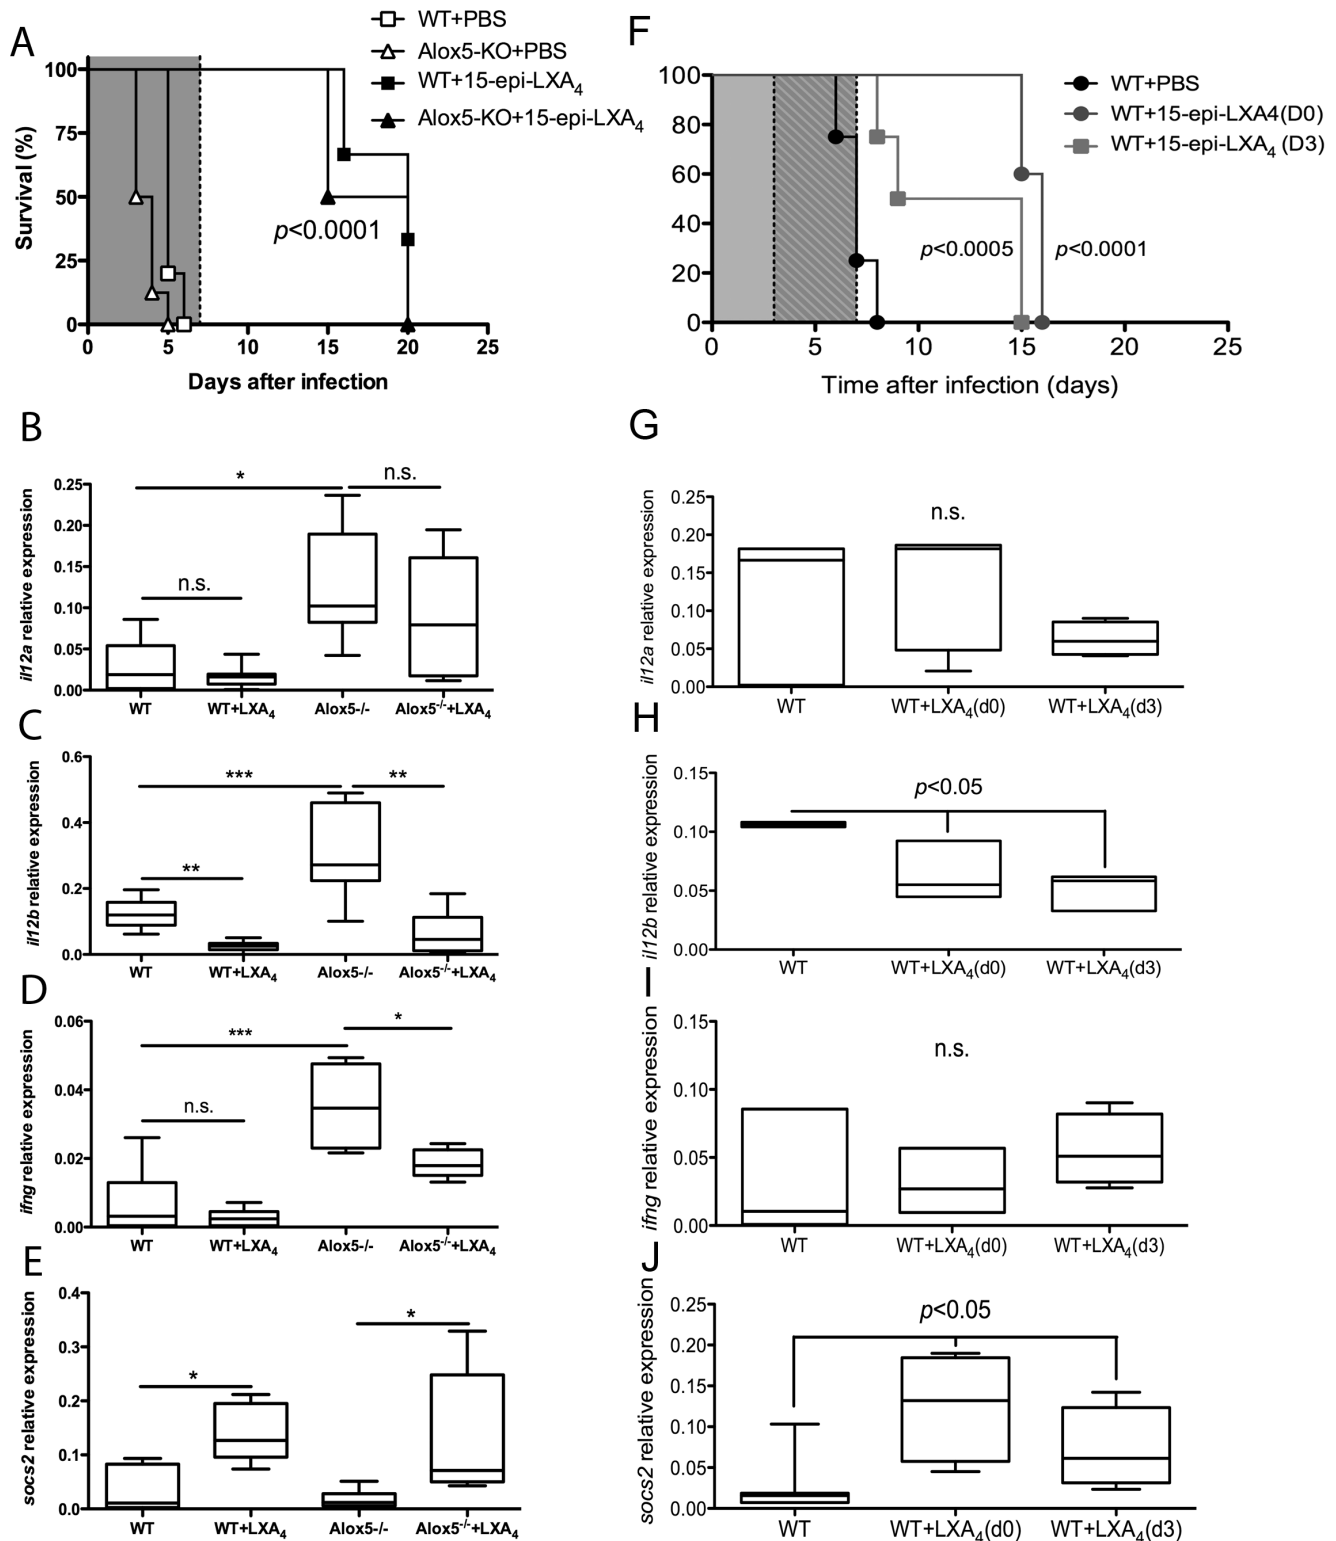 A
WT+PBS
Alox5-KO+PBS
WT+15-epi-LXA4
Alox5-KO+15-epi-LXA4
100
75
50
25
0
Survival (%)
p<0.0001
0 5 10 15 20 25
Days after infection
F
WT+PBS
WT+15-epi-LXA4(D0)
WT+15-epi-LXA4 (D3)
100
80
60
40
20
0
p<0.0005 p<0.0001
0 5 10 15 20 25
Time after infection (days)
B
il12a relative expression
0.25
0.20
0.15
0.10
0.05
0.00
* n.s.
n.s.
WT WT+LXA4 Alox5-/- Alox5-/-+LXA4
G
il12a relative expression
0.25
0.20
0.15
0.10
0.05
0.00
n.s.
WT WT+LXA4(d0) WT+LXA4(d3)
C
il12b relative expression
0.6
0.4
0.2
0.0
*** **
**
WT WT+LXA4 Alox5-/- Alox5-/-+LXA4
H
il12b relative expression
0.15
0.10
0.05
0.00
p<0.05
WT WT+LXA4(d0) WT+LXA4(d3)
D
ifng relative expression
0.06
0.04
0.02
0.00
*** *
n.s.
WT WT+LXA4 Alox5-/- Alox5-/-+LXA4
I
ifng relative expression
0.15
0.10
0.05
0.00
n.s.
WT WT+LXA4(d0) WT+LXA4(d3)
E
socs2 relative expression
0.4
0.3
0.2
0.1
0.0
* *
WT WT+LXA4 Alox5-/- Alox5-/-+LXA4
J
socs2 relative expression
0.25
0.20
0.15
0.10
0.05
0.00
p<0.05
WT WT+LXA4(d0) WT+LXA4(d3)